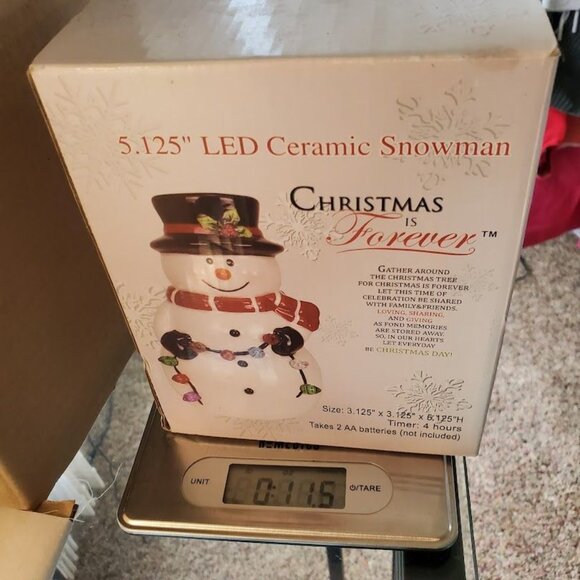 5.125" LED Ceramic Snowman
CHRISTMAS
IS
Forever™
GATHER AROUND
THE CHRISTMAS TREE
FOR CHRISTMAS IS FOREVER
LET THIS TIME OF
CELEBRATION BE SHARED
WITH FAMILY&FRIENDS.
LOVING, SHARING,
AND GIVING
AS FOND MEMORIES
ARE STORED AWAY.
SO, IN OUR HEARTS
LET EVERYDAY
BE CHRISTMAS DAY!
Size: 3.125" x 3.125" x 5.125"H
Timer: 4 hours
Takes 2 AA batteries (not included)
UNIT
0:11.5
/TARE